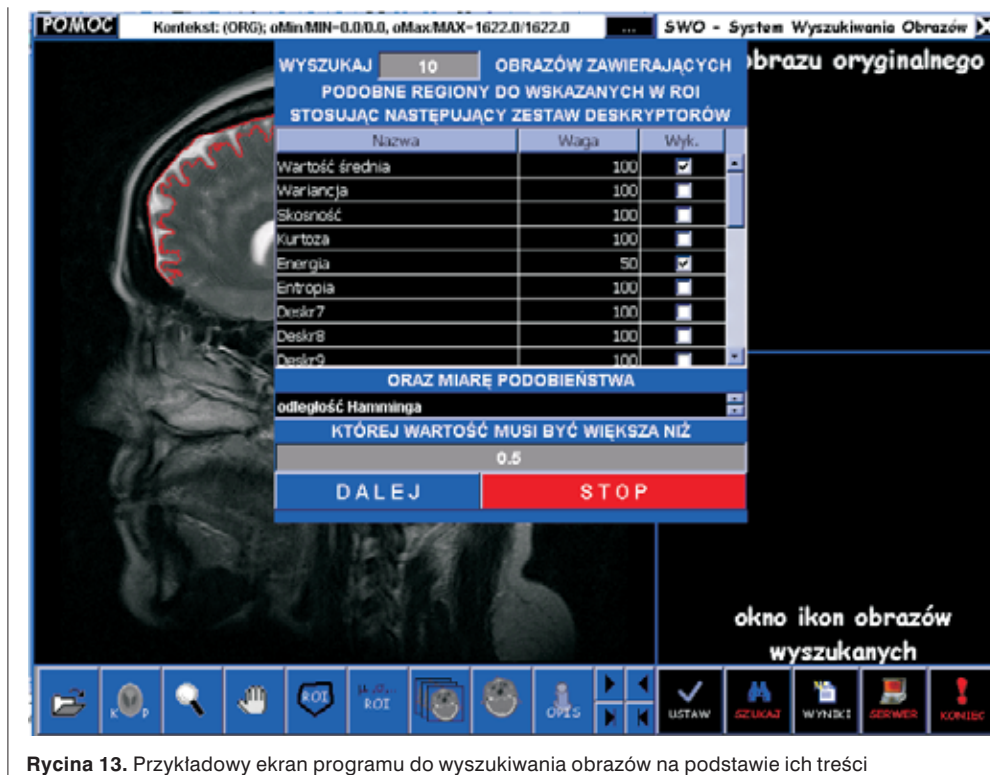 POMOC Kontekst: (ORG); oMin/MIN=0.0/0.0, oMax/MAX=1622.0/1622.0 ... SWO - System Wyszukiwania Obrazów X
obrazu oryginalnego
WYSZUKAJ 10 OBRAZÓW ZAWIERAJĄCYCH
PODOBNE REGIONY DO WSKAZANYCH W ROI
STOSUJĄC NASTĘPUJĄCY ZESTAW DESKRYPTORÓW
Nazwa Waga Wyk.
Wartość średnia 100
Wariancja 100
Skosność 100
Kurtoza 100
Energia 50
Entropia 100
Deskr7 100
Deskr8 100
Deskr9 100
ORAZ MIARĘ PODOBIEŃSTWA
odległość Hamminga
KTÓREJ WARTOŚĆ MUSI BYĆ WIĘKSZA NIŻ
0.5
DALEJ STOP
okno ikon obrazów
wyszukanych
K P ROI ROI OPIS USTAW SZUKAJ WYNIKI SERWER KONIEC
Rycina 13. Przykładowy ekran programu do wyszukiwania obrazów na podstawie ich treści